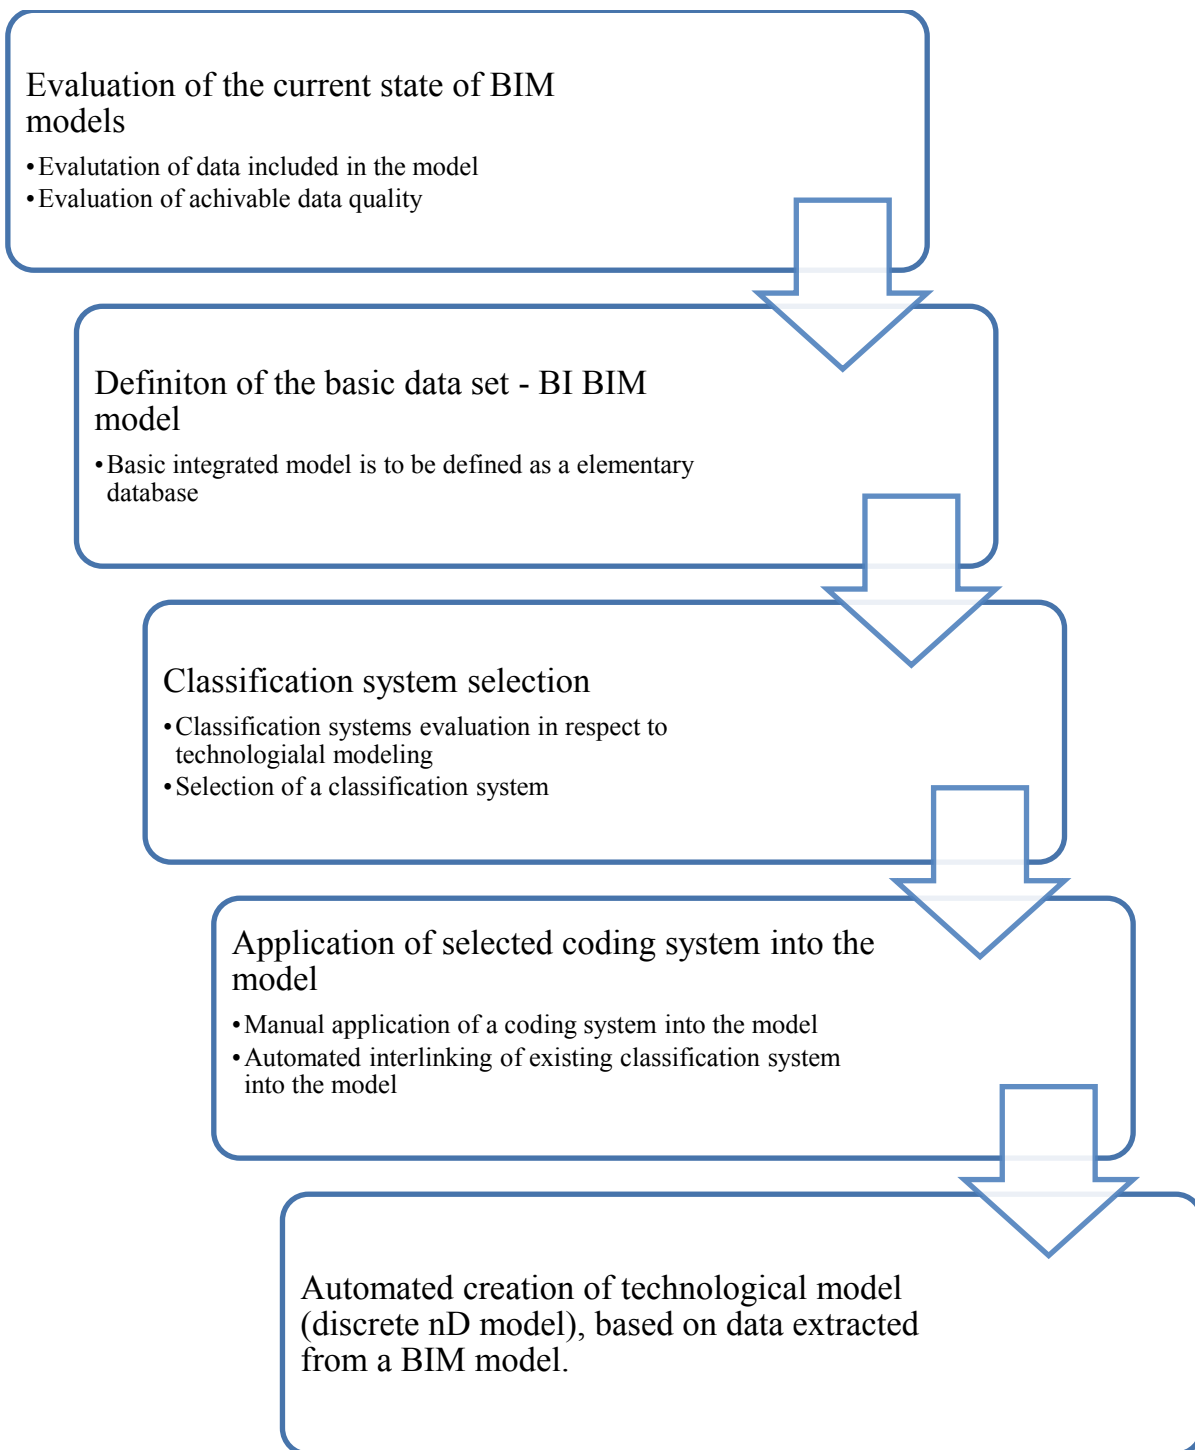 Evaluation of the current state of BIM
models
•Evalutation of data included in the model
•Evaluation of achivable data quality
Definiton of the basic data set - BI BIM
model
•Basic integrated model is to be defined as a elementary
database
Classification system selection
•Classification systems evaluation in respect to
technologialal modeling
•Selection of a classification system
Application of selected coding system into the
model
•Manual application of a coding system into the model
•Automated interlinking of existing classification system
into the model
Automated creation of technological model
(discrete nD model), based on data extracted
from a BIM model.